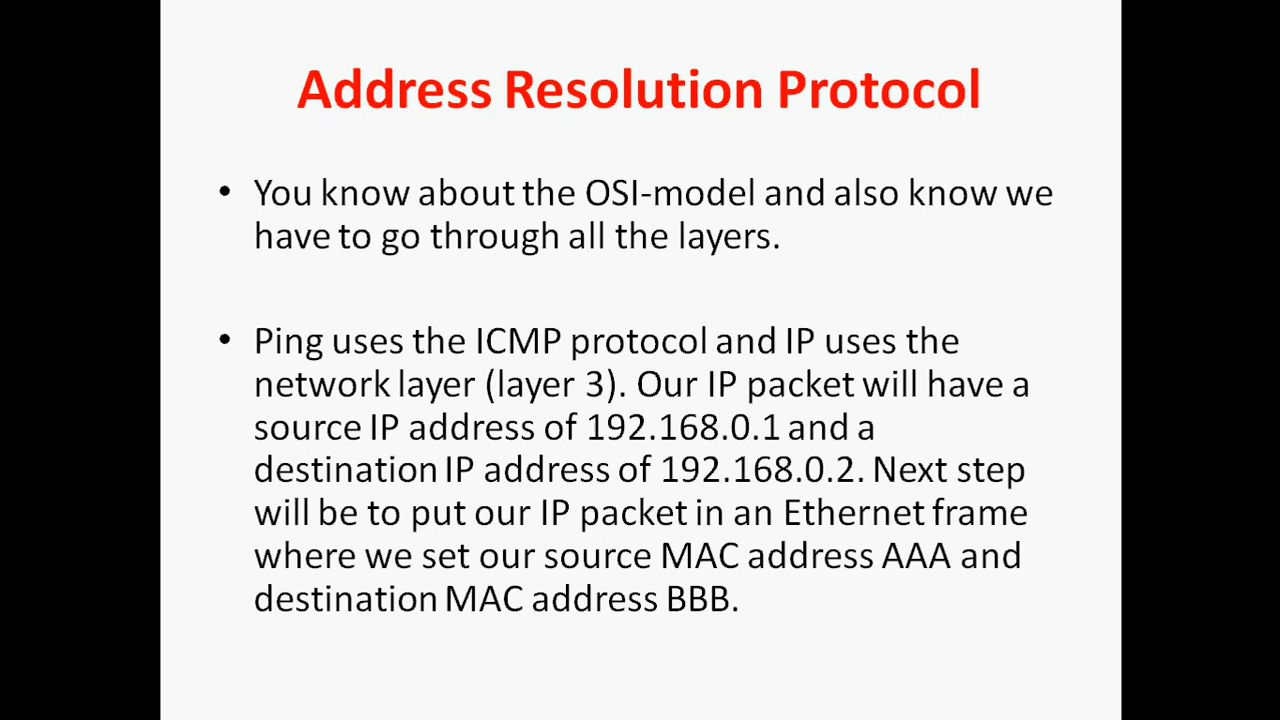 Address Resolution Protocol
• You know about the OSI-model and also know we
have to go through all the layers.
• Ping uses the ICMP protocol and IP uses the
network layer (layer 3). Our IP packet will have a
source IP address of 192.168.0.1 and a
destination IP address of 192.168.0.2. Next step
will be to put our IP packet in an Ethernet frame
where we set our source MAC address AAA and
destination MAC address BBB.